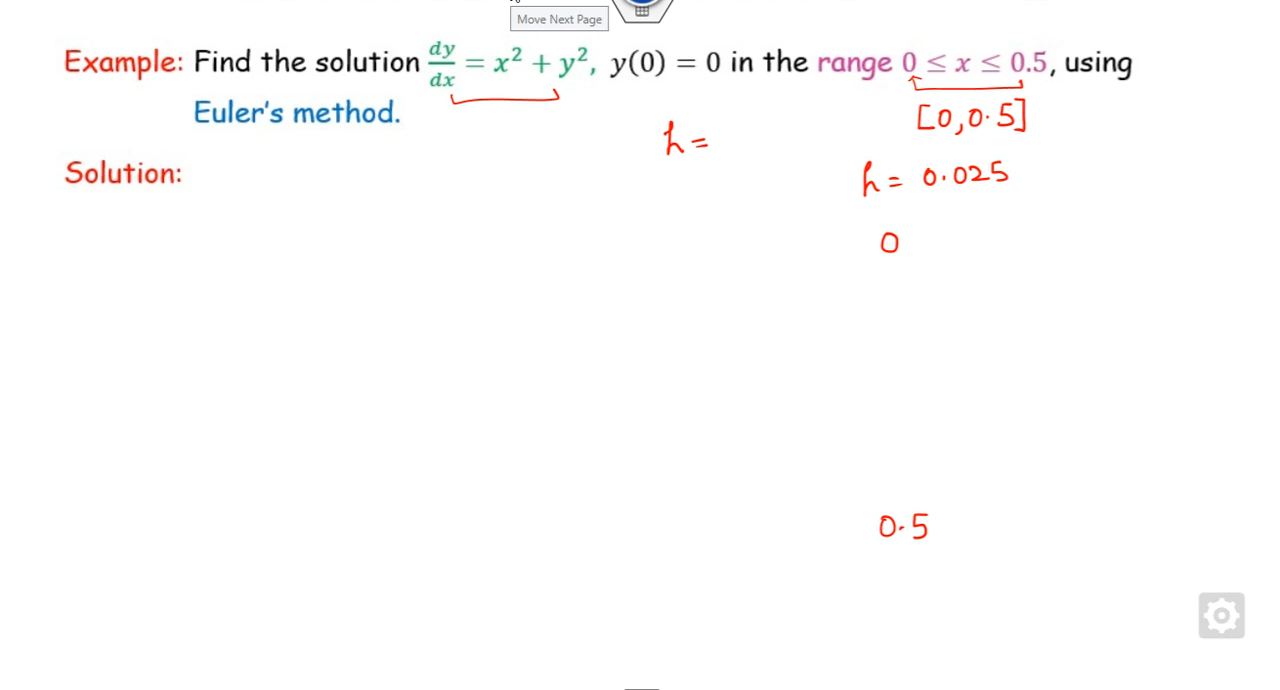 Move Next Page
Example: Find the solution dy/dx = x² + y², y(0) = 0 in the range 0 ≤ x ≤ 0.5, using
Euler's method.
[0, 0.5]
h =
Solution:
h = 0.025
0
0.5